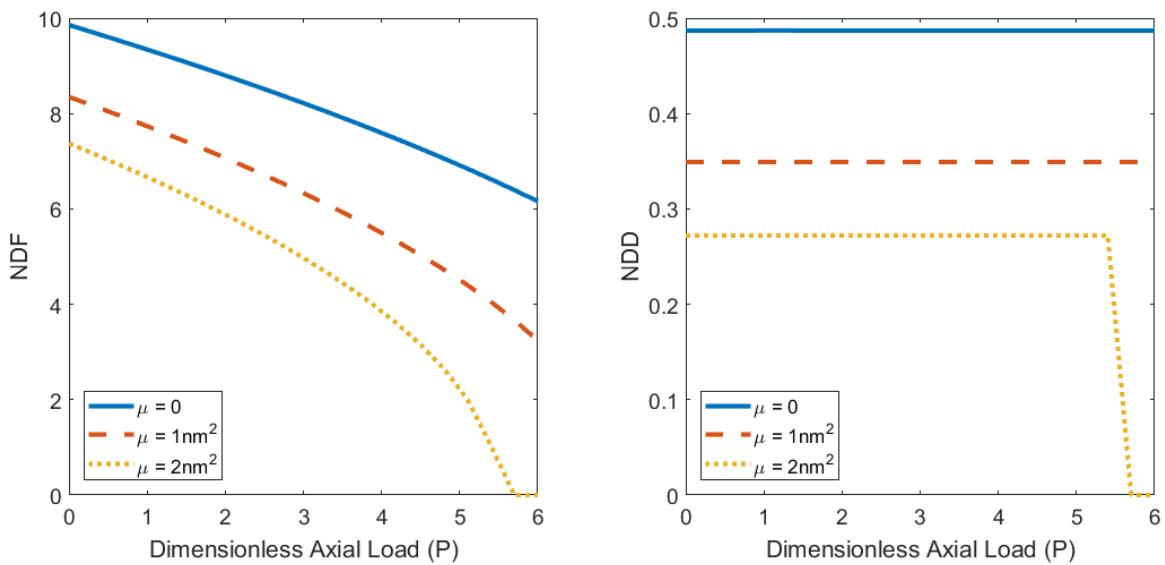 10
8
6
4
2
0
NDF
μ = 0
μ = 1nm²
μ = 2nm²
0 1 2 3 4 5 6
Dimensionless Axial Load (P)
0.5
0.4
0.3
0.2
0.1
0
NDD
μ = 0
μ = 1nm²
μ = 2nm²
0 1 2 3 4 5 6
Dimensionless Axial Load (P)